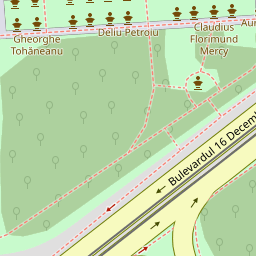 Gheorghe
Tohăneanu
Deliu Petroiu
Claudius
Florimund
Mercy
Bulevardul 16 Decem